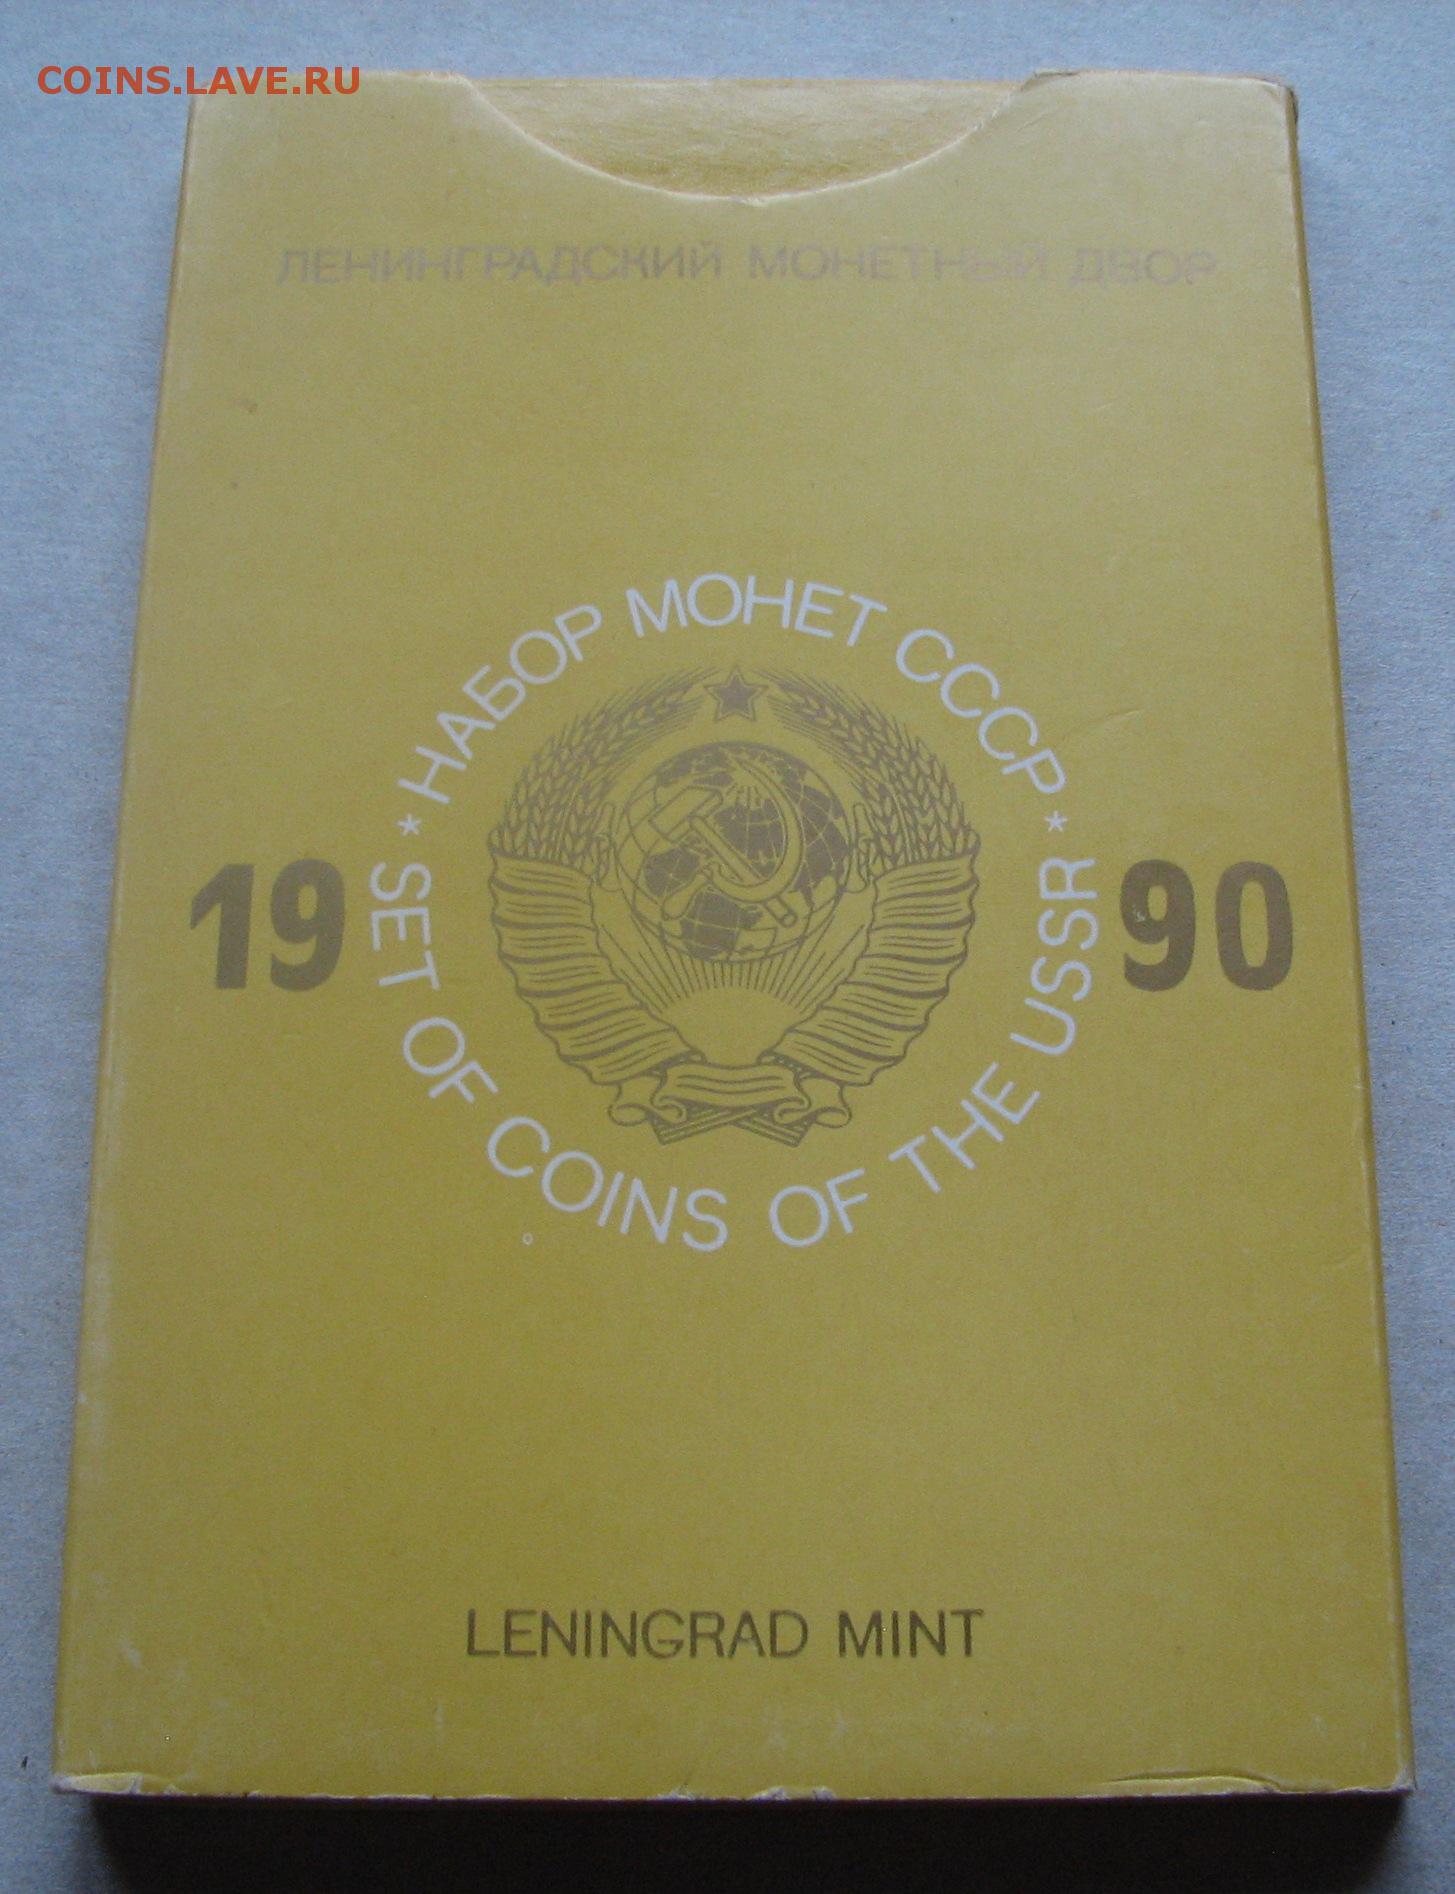 COINS.LAVE.RU
ЛЕНИНГРАДСКИЙ МОНЕТНЫЙ ДВОР
* НАБОР МОНЕТ СССР *
19 90
SET OF COINS OF THE USSR
LENINGRAD MINT